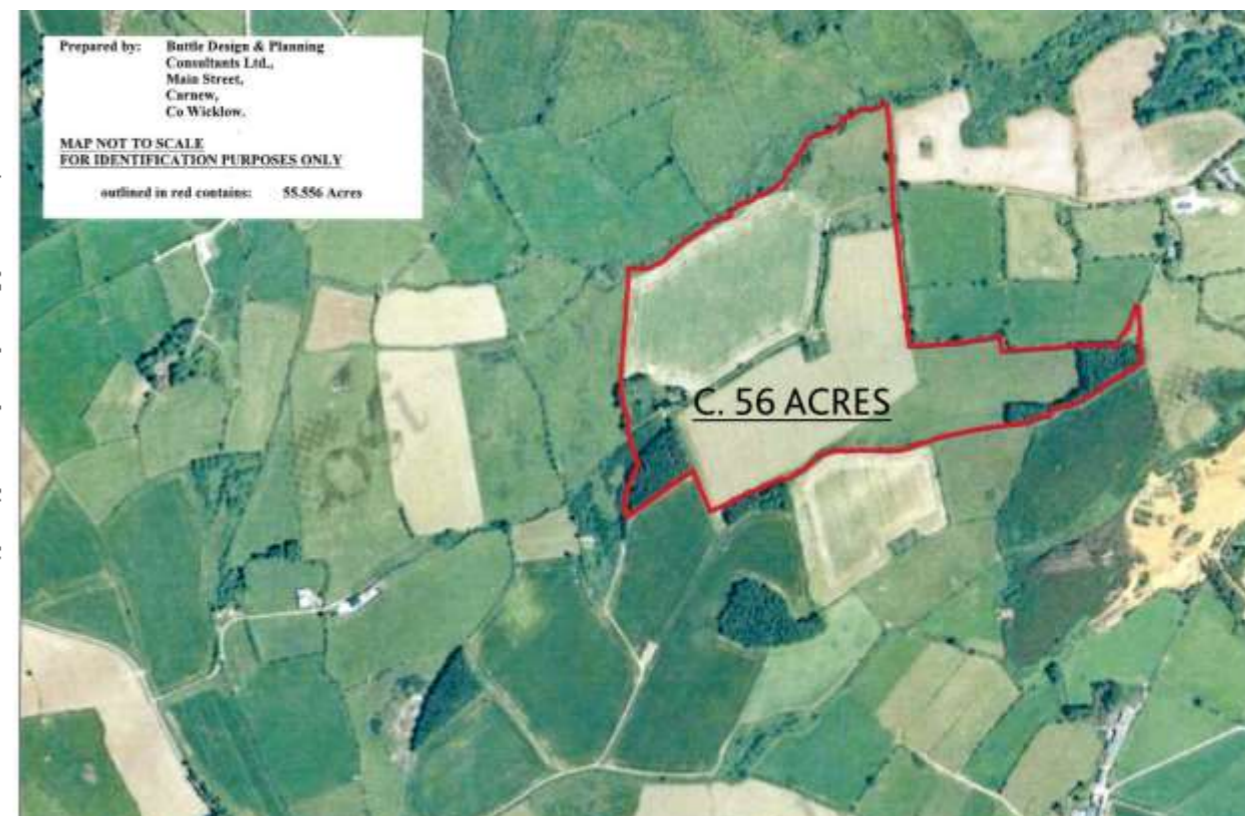 Prepared by: Buttle Design & Planning
Consultants Ltd.,
Main Street,
Carnew,
Co Wicklow.
MAP NOT TO SCALE
FOR IDENTIFICATION PURPOSES ONLY
outlined in red contains: 55.556 Acres
C. 56 ACRES